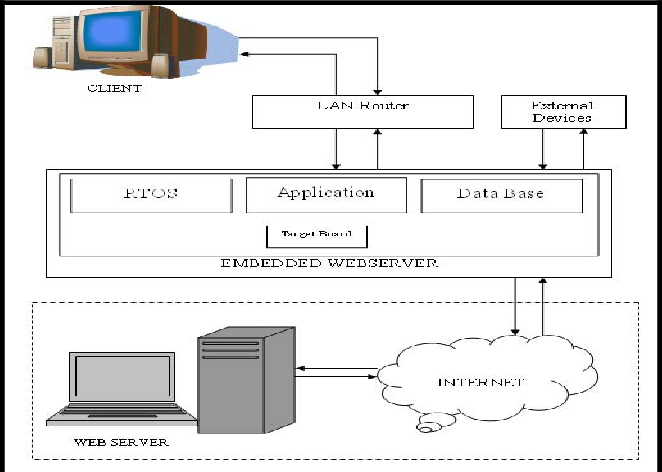 CLIENT
LAN Router
External
Devices
RTOS
Application
Data Base
Target Board
EMBEDDED WEBSERVER
INTERNET
WEB SERVER